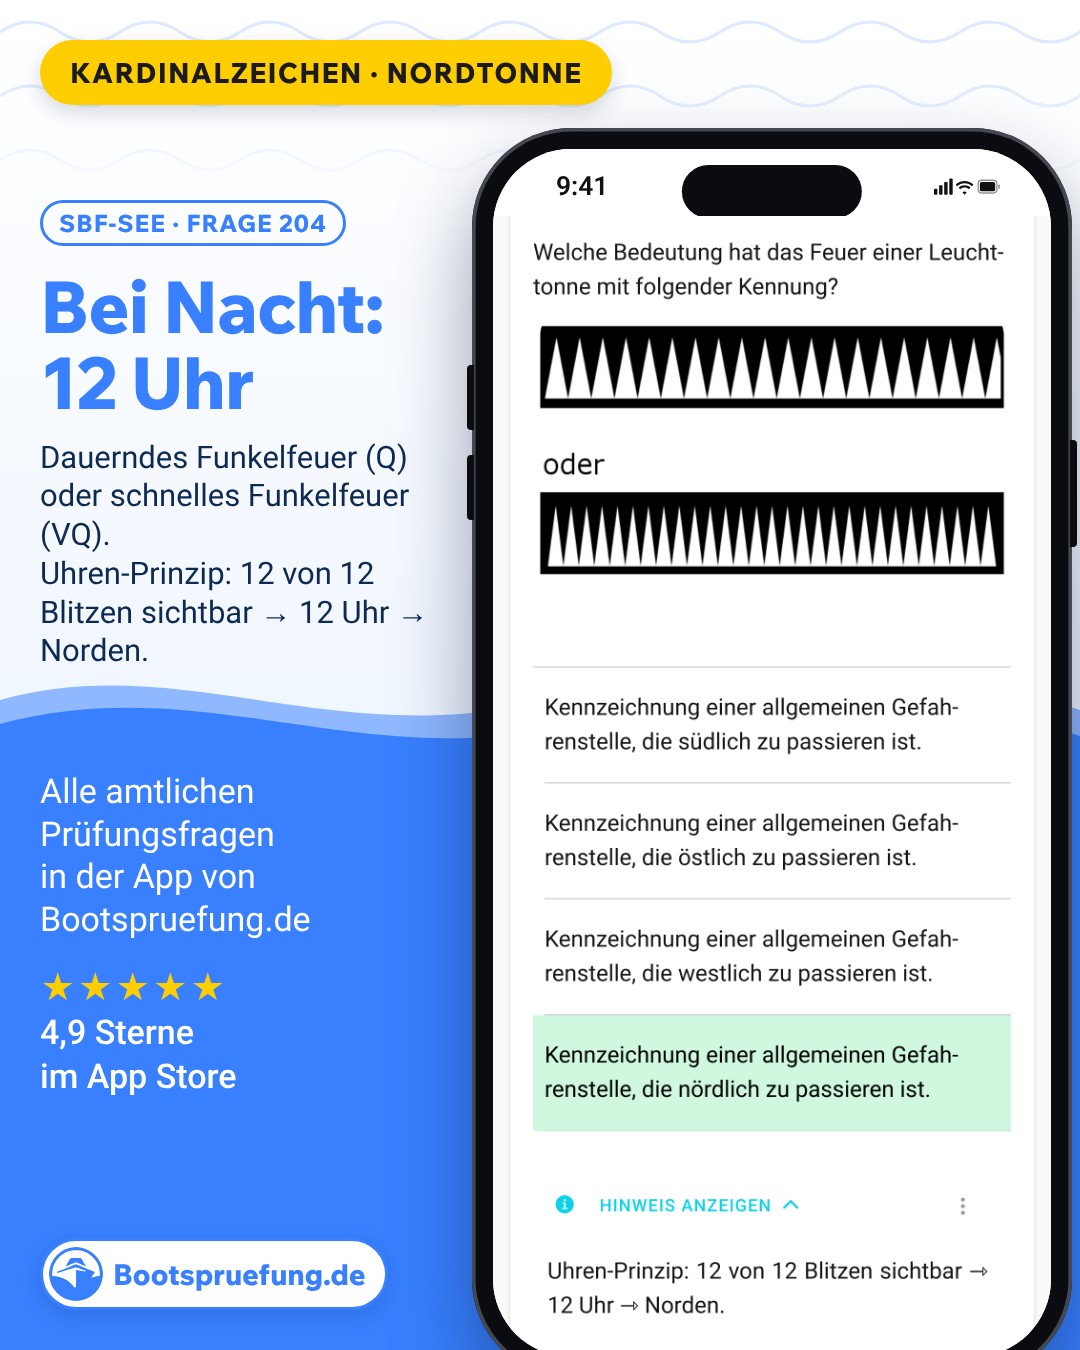 KARDINALZEICHEN · NORDTONNE
SBF-SEE · FRAGE 204
Bei Nacht:
12 Uhr
Dauerndes Funkelfeuer (Q)
oder schnelles Funkelfeuer
(VQ).
Uhren-Prinzip: 12 von 12
Blitzen sichtbar → 12 Uhr →
Norden.
Alle amtlichen
Prüfungsfragen
in der App von
Bootspruefung.de
★★★★★
4,9 Sterne
im App Store
Bootspruefung.de
9:41
Welche Bedeutung hat das Feuer einer Leucht-
tonne mit folgender Kennung?
oder
Kennzeichnung einer allgemeinen Gefah-
renstelle, die südlich zu passieren ist.
Kennzeichnung einer allgemeinen Gefah-
renstelle, die östlich zu passieren ist.
Kennzeichnung einer allgemeinen Gefah-
renstelle, die westlich zu passieren ist.
Kennzeichnung einer allgemeinen Gefah-
renstelle, die nördlich zu passieren ist.
HINWEIS ANZEIGEN
Uhren-Prinzip: 12 von 12 Blitzen sichtbar →
12 Uhr → Norden.